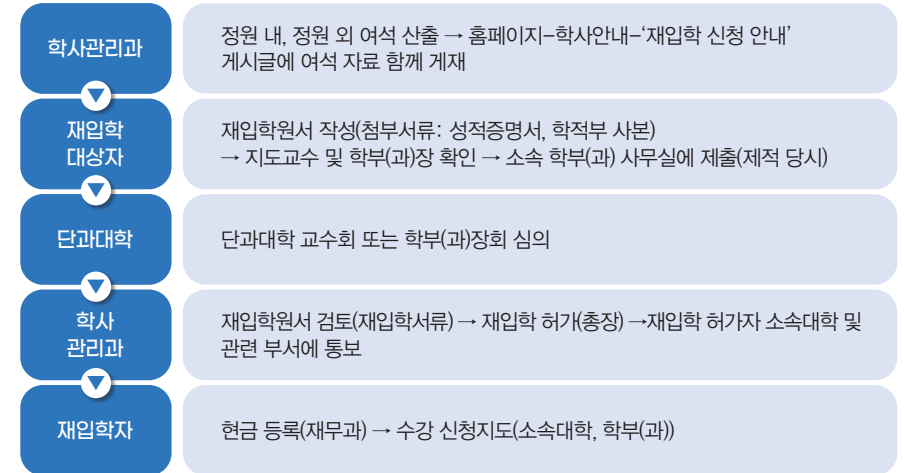 학사관리과
정원 내, 정원 외 여석 산출 → 홈페이지-학사안내-‘재입학 신청 안내’
게시글에 여석 자료 함께 게재
재입학
대상자
재입학원서 작성(첨부서류: 성적증명서, 학적부 사본)
→ 지도교수 및 학부(과)장 확인 → 소속 학부(과) 사무실에 제출(제적 당시)
단과대학
단과대학 교수회 또는 학부(과)장회 심의
학사
관리과
재입학원서 검토(재입학서류) → 재입학 허가(총장) →재입학 허가자 소속대학 및
관련 부서에 통보
재입학자
현금 등록(재무과) → 수강 신청지도(소속대학, 학부(과))